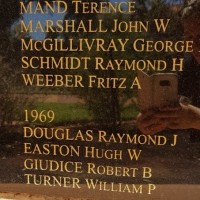 MAND TERENCE
MARSHALL JOHN W
MCGILLIVRAY GEORGE
SCHMIDT RAYMOND H
WEEBER FRITZ A
1969
DOUGLAS RAYMOND J
EASTON HUGH W
GIUDICE ROBERT B
TURNER WILLIAM P